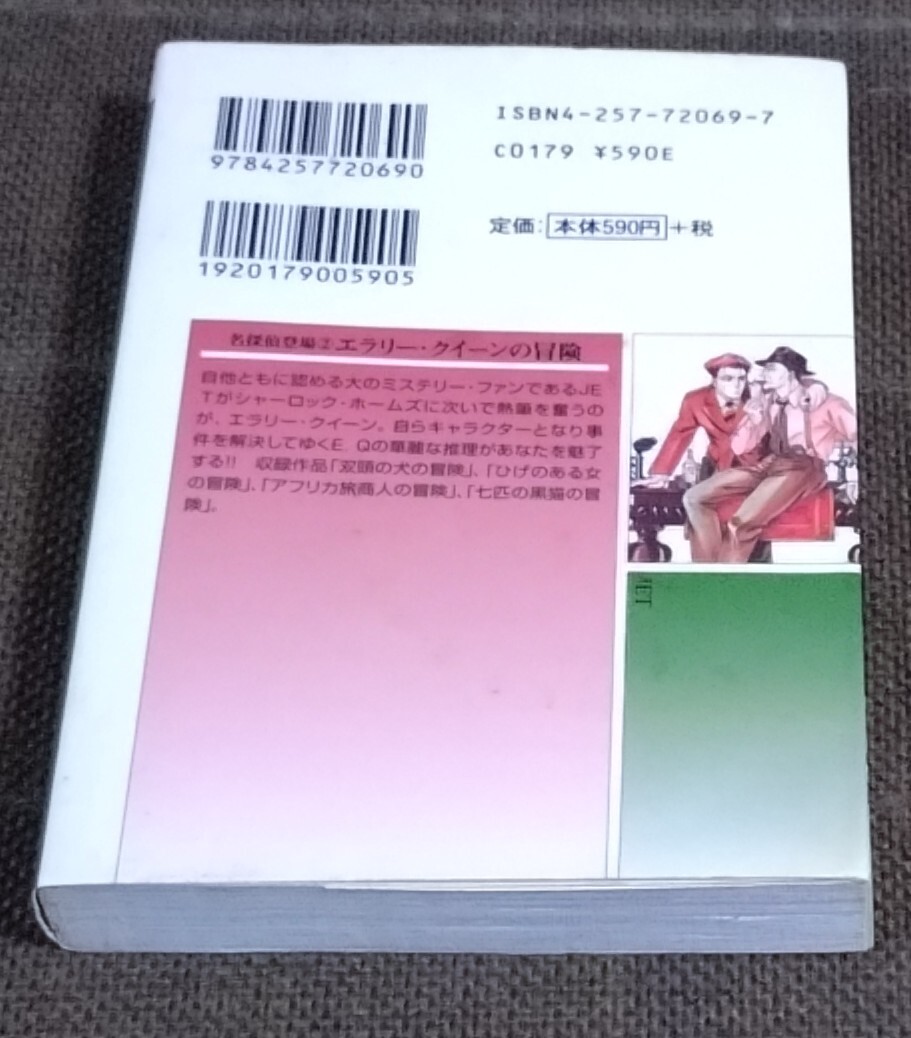 ISBN4-257-72069-7
9784257720690
C0179 ¥590E
定価:本体590円+税
1920179005905
名探偵登場②エラリー・クイーンの冒険
自他ともに認める大のミステリー・ファンであるJE
Tがシャーロック・ホームズに次いで熱筆を奮うの
が、エラリー・クイーン。自らキャラクターとなり事
件を解決してゆくE.Qの華麗な推理があなたを魅了
する!! 収録作品「双頭の犬の冒険」、「ひげのある女
の冒険」、「アフリカ旅商人の冒険」、「七匹の黒猫の冒
険」。
JET